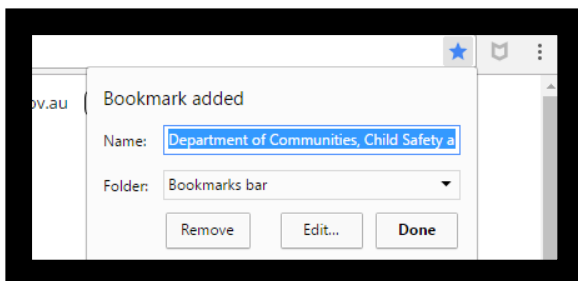 ov.au
Bookmark added
Name: Department of Communities, Child Safety a
Folder: Bookmarks bar
Remove Edit... Done